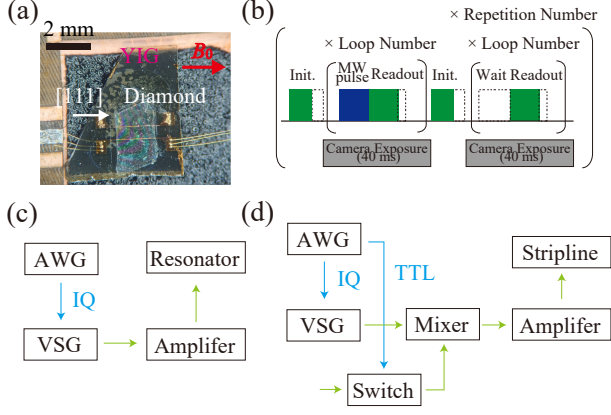 (a)
2 mm
YIG
B₀
[111]
Diamond
(b)
× Repetition Number
× Loop Number
× Loop Number
Init.
MW pulse
Readout
Init.
Wait
Readout
Camera Exposure
(40 ms)
Camera Exposure
(40 ms)
(c)
AWG
Resonator
IQ
VSG
Amplifer
(d)
AWG
Stripline
IQ
TTL
VSG
Mixer
Amplifer
Switch